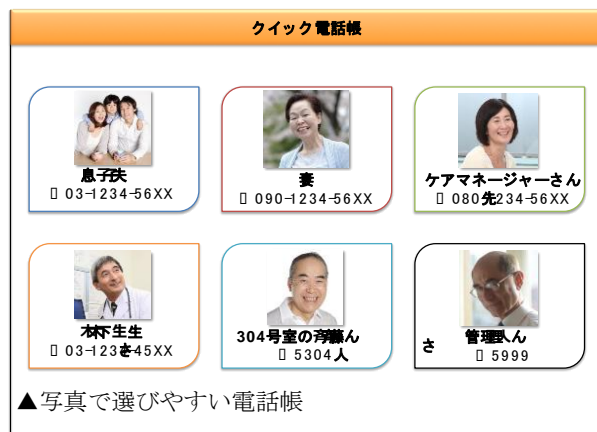 クイック電話帳
息子夫
03-1234-56XX
妻
090-1234-56XX
ケアマネージャーさん
080 234-56XX
木下 生
03-123 45XX
304号室の斉藤 ん
5304
管理人 ん
5999
▲写真で選びやすい電話帳